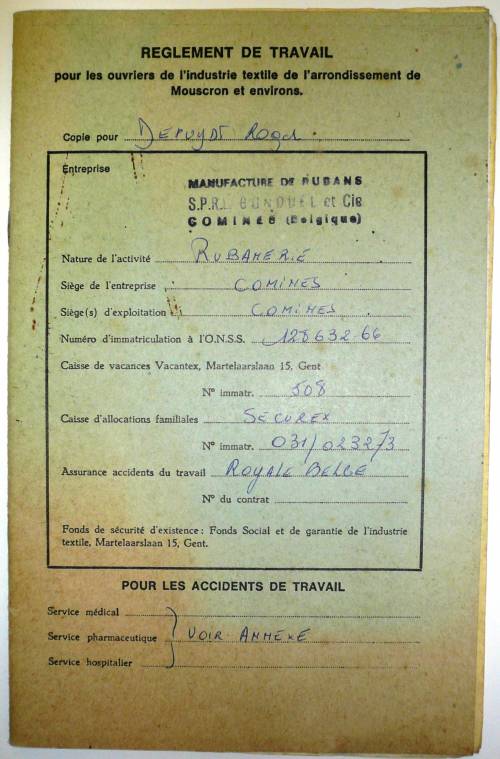 REGLEMENT DE TRAVAIL
pour les ouvriers de l'industrie textile de l'arrondissement de
Mouscron et environs.
Copie pour Depuydt Roger
Entreprise
MANUFACTURE DE RUBANS
S.P.R.L. et Cie
COMINES (Belgique)
Nature de l'activité RUBANERIE
Siège de l'entreprise COMINES
Siège(s) d'exploitation COMINES
Numéro d'immatriculation à l'O.N.S.S. 128632-66
Caisse de vacances Vacantex, Martelaarslaan 15, Gent
N° immatr. 508
Caisse d'allocations familiales SECUREX
N° immatr. 031/023273
Assurance accidents du travail ROYALE BELGE
N° du contrat
Fonds de sécurité d'existence : Fonds Social et de garantie de l'industrie
textile, Martelaarslaan 15, Gent.
POUR LES ACCIDENTS DE TRAVAIL
Service médical
Service pharmaceutique VOIR ANNEXE
Service hospitalier